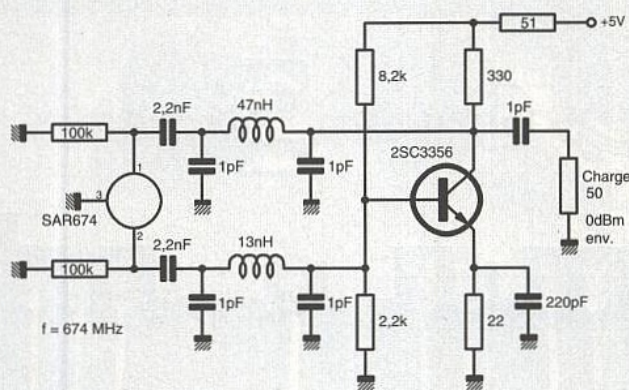 51
+5V
8,2k
330
2,2nF
47nH
1pF
100k
2SC3356
1pF
1pF
Charge
50
1
3
SAR674
0dBm
env.
2
2,2nF
13nH
100k
1pF
1pF
2,2k
22
220pF
f = 674 MHz